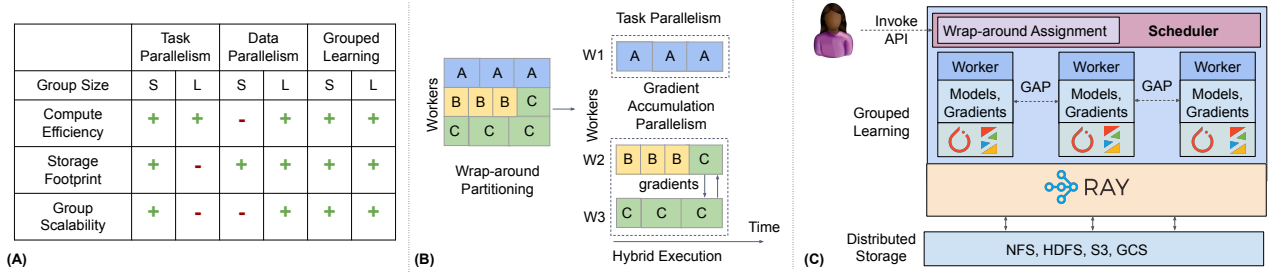 Task Parallelism
Data Parallelism
Grouped Learning
Group Size S L S L S L
Compute Efficiency + + - + + +
Storage Footprint + - + + + +
Group Scalability + - - + + +
(A)
Workers
A A A
B B B C
C C C
Wrap-around Partitioning
(B)
Task Parallelism
Workers
W1 A A A
Gradient Accumulation Parallelism
W2 B B B C
gradients
W3 C C C
Time
Hybrid Execution
(C)
Invoke API
Wrap-around Assignment
Scheduler
Grouped Learning
Worker
Models, Gradients
GAP
Worker
Models, Gradients
GAP
Worker
Models, Gradients
RAY
Distributed Storage
NFS, HDFS, S3, GCS